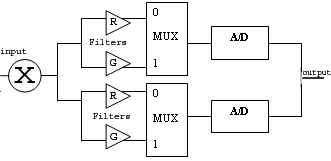 R
0
Filters
MUX
A/D
input
G
1
X
output
R
0
A/D
Filters
MUX
G
1